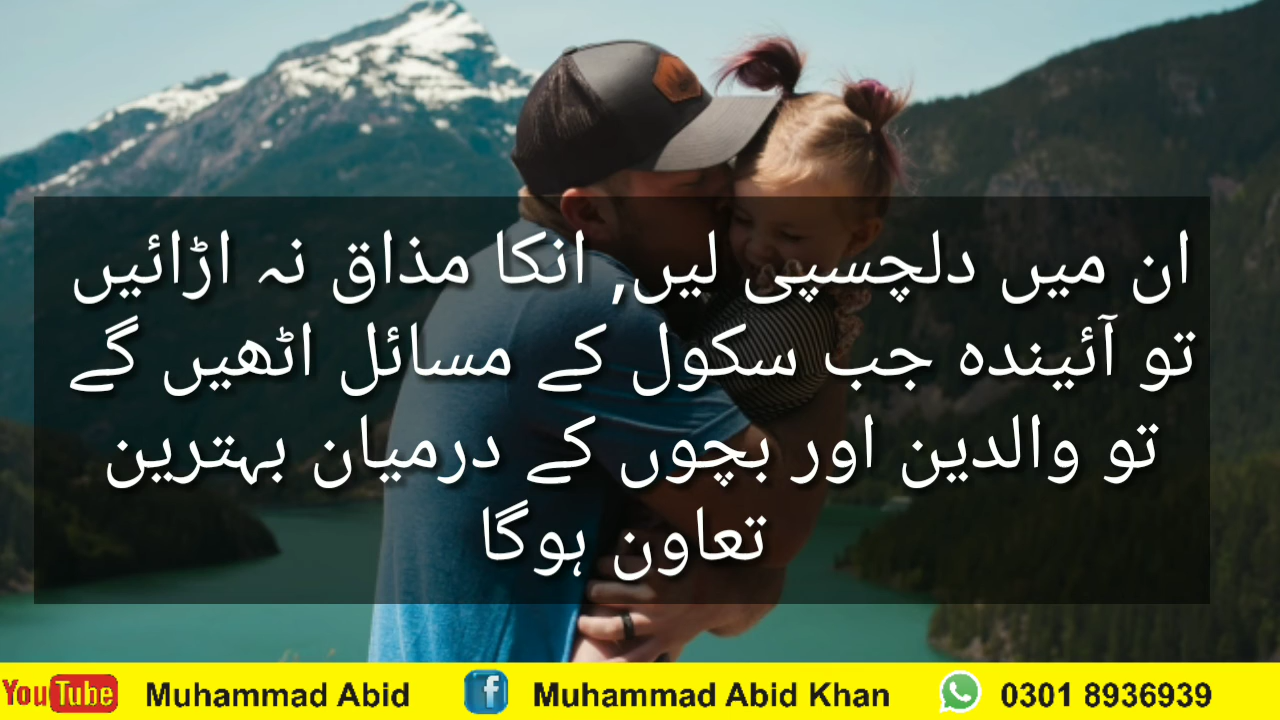 ان میں دلچسپی لیں, انکا مذاق نہ اڑائیں
تو آئیندہ جب سکول کے مسائل اٹھیں گے
تو والدین اور بچوں کے درمیان بہترین
تعاون ہوگا
YouTube Muhammad Abid Muhammad Abid Khan 0301 8936939